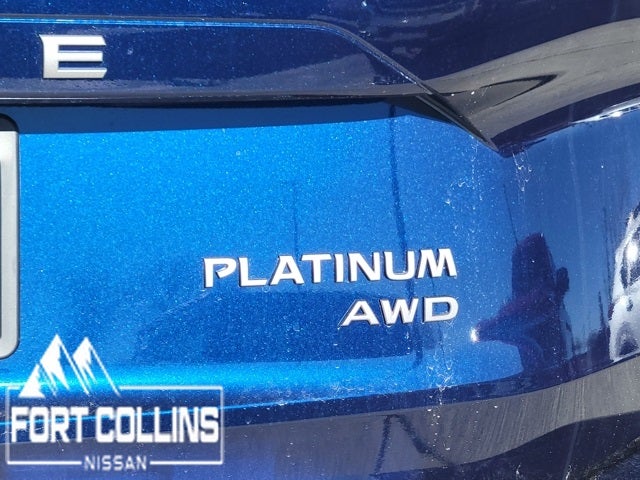 E
PLATINUM
AWD
FORT COLLINS
NISSAN